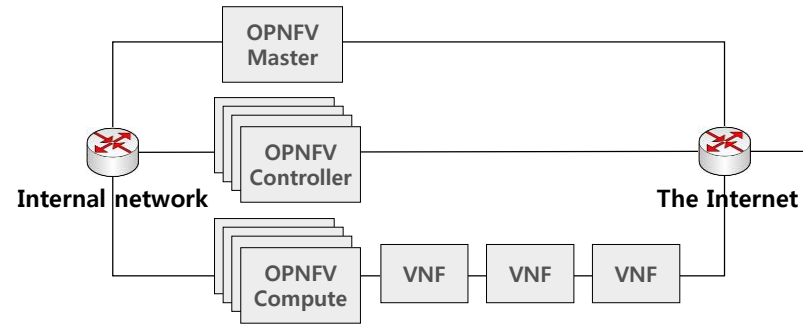 OPNFV
Master
OPNFV
Controller
Internal network
The Internet
OPNFV
Compute
VNF
VNF
VNF